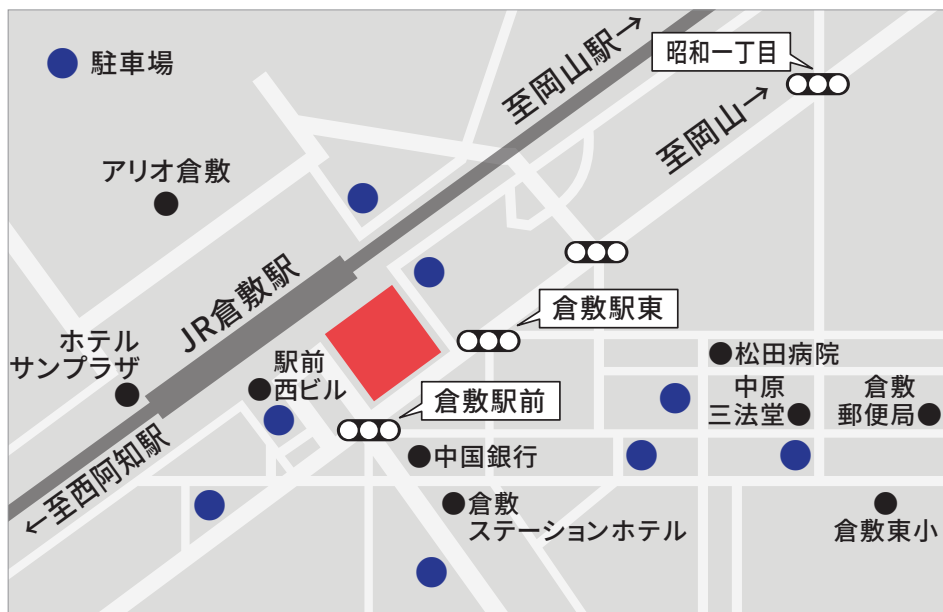 駐車場
至岡山駅→
昭和一丁目
至岡山→
アリオ倉敷
JR倉敷駅
倉敷駅東
ホテル
サンプラザ
駅前
西ビル
松田病院
中原
三法堂
倉敷
郵便局
倉敷駅前
←至西阿知駅
中国銀行
倉敷
ステーションホテル
倉敷東小